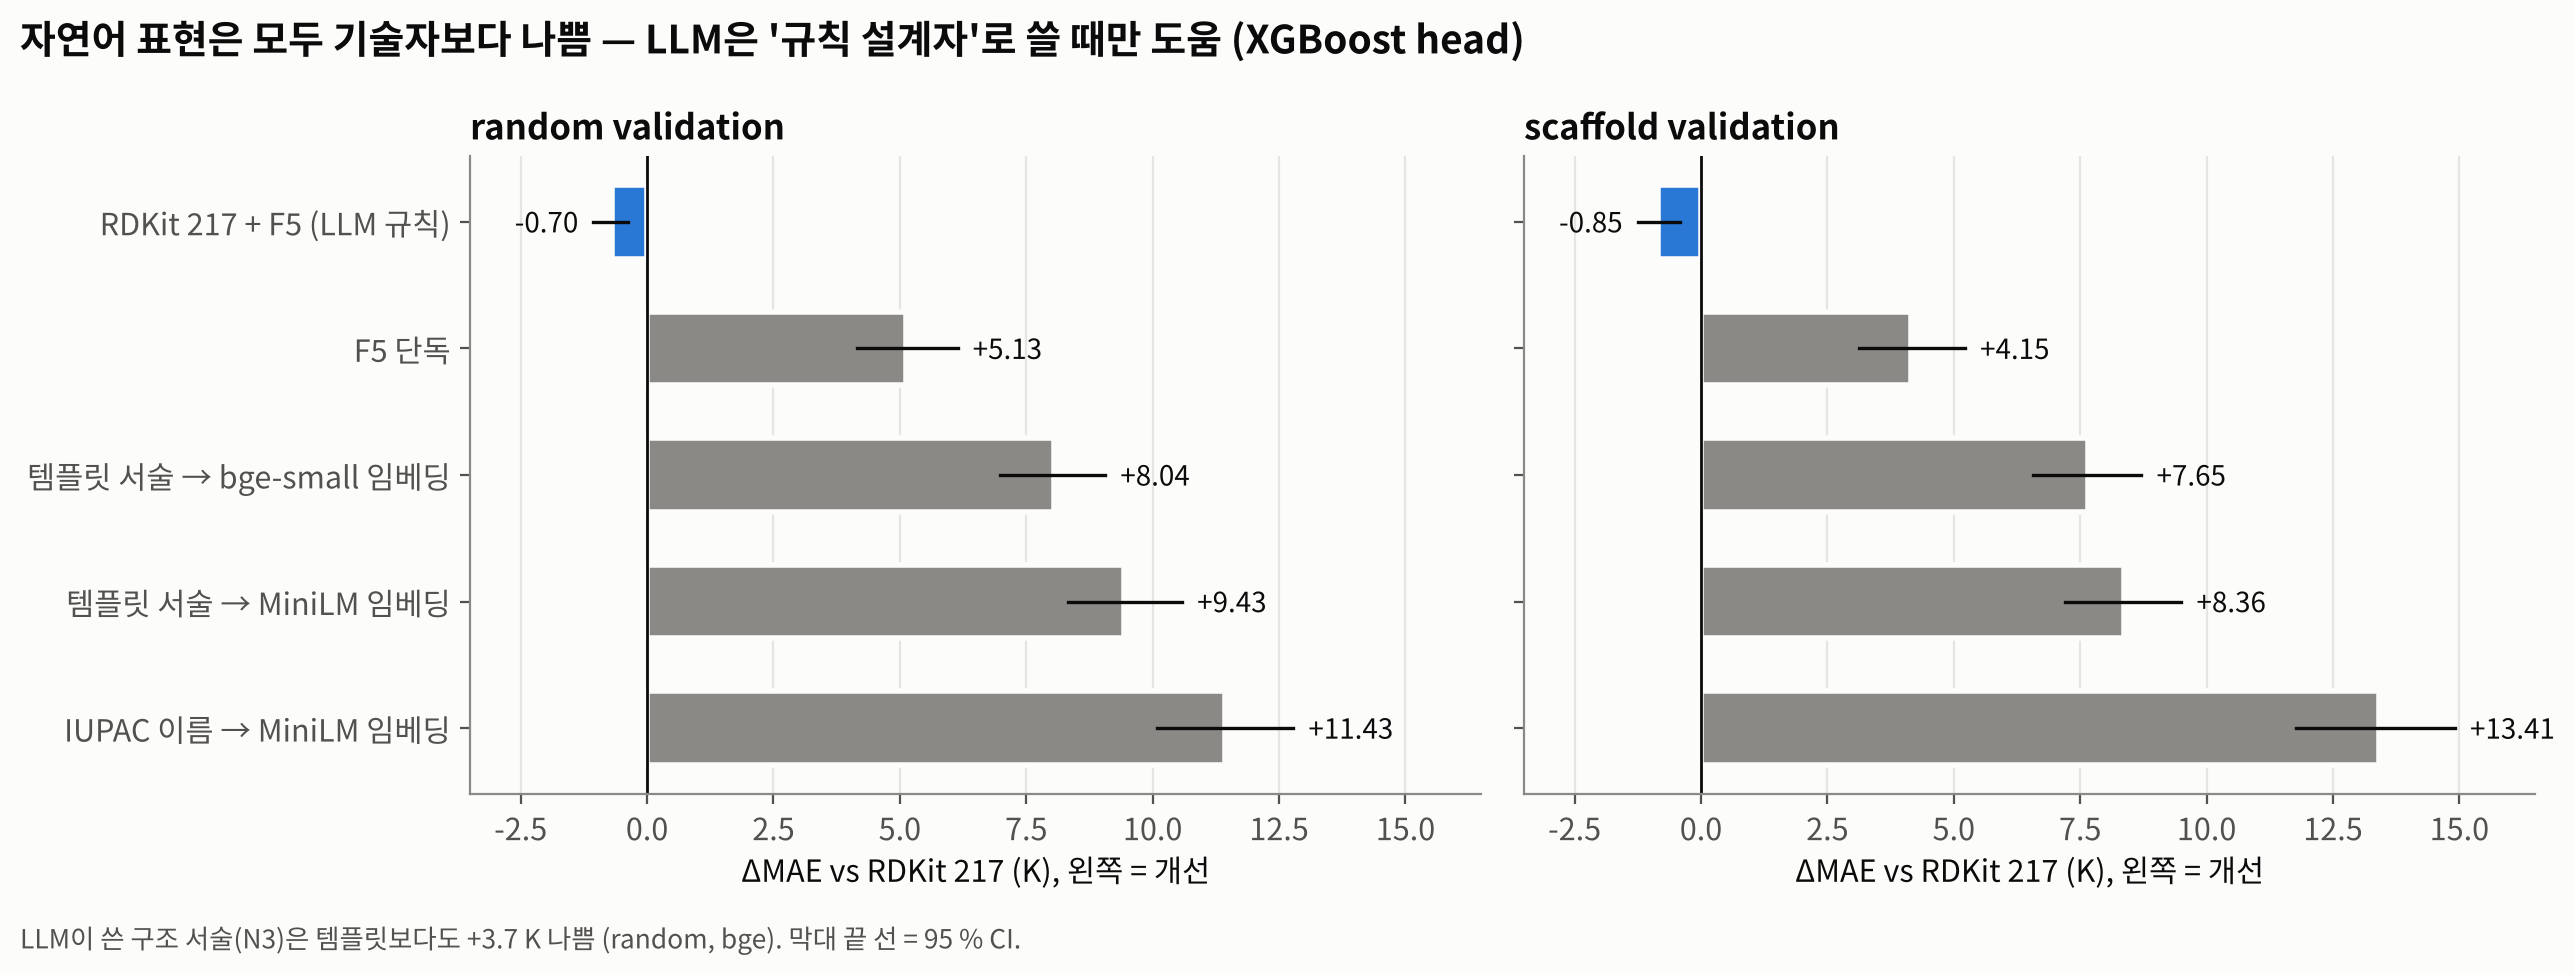 자연어 표현은 모두 기술자보다 나쁨 — LLM은 '규칙 설계자'로 쓸 때만 도움 (XGBoost head)
random validation
RDKit 217 + F5 (LLM 규칙)
F5 단독
템플릿 서술 → bge-small 임베딩
템플릿 서술 → MiniLM 임베딩
IUPAC 이름 → MiniLM 임베딩
-0.70
+5.13
+8.04
+9.43
+11.43
-2.5 0.0 2.5 5.0 7.5 10.0 12.5 15.0
ΔMAE vs RDKit 217 (K), 왼쪽 = 개선
scaffold validation
-0.85
+4.15
+7.65
+8.36
+13.41
-2.5 0.0 2.5 5.0 7.5 10.0 12.5 15.0
ΔMAE vs RDKit 217 (K), 왼쪽 = 개선
LLM이 쓴 구조 서술(N3)은 템플릿보다도 +3.7 K 나쁨 (random, bge). 막대 끝 선 = 95 % CI.